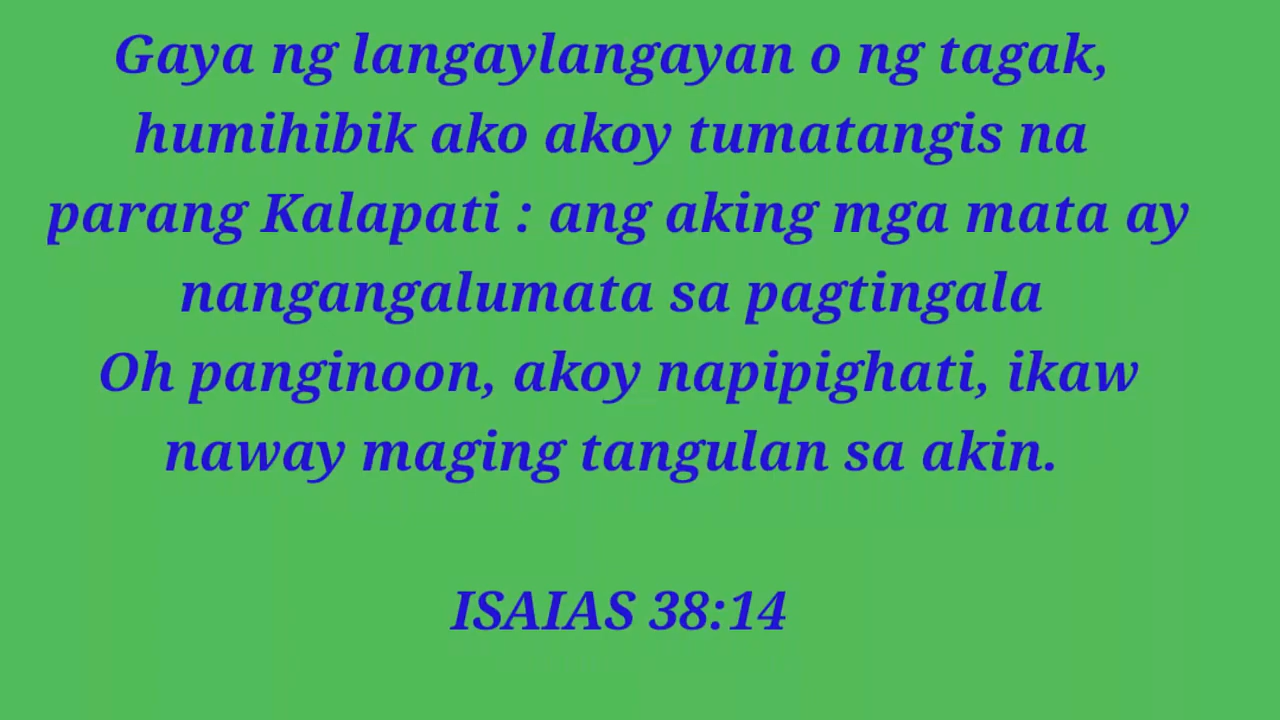 Gaya ng langaylangayan o ng tagak,
humihibik ako akoy tumatangis na
parang Kalapati : ang aking mga mata ay
nangangalumata sa pagtingala
Oh panginoon, akoy napipighati, ikaw
naway maging tangulan sa akin.
ISAIAS 38:14